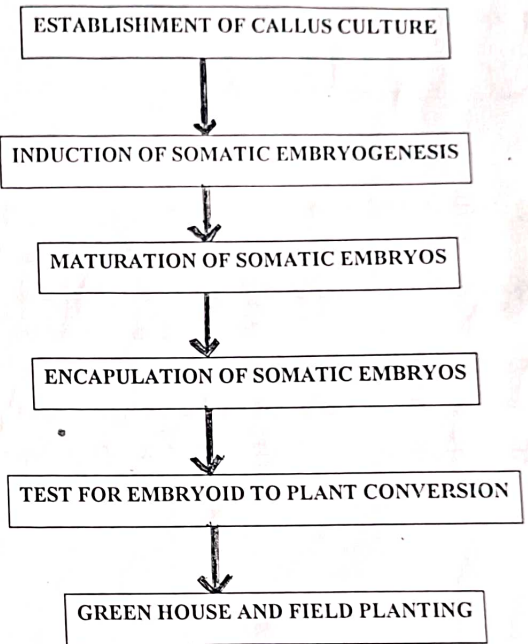 ESTABLISHMENT OF CALLUS CULTURE
INDUCTION OF SOMATIC EMBRYOGENESIS
MATURATION OF SOMATIC EMBRYOS
ENCAPULATION OF SOMATIC EMBRYOS
TEST FOR EMBRYOID TO PLANT CONVERSION
GREEN HOUSE AND FIELD PLANTING